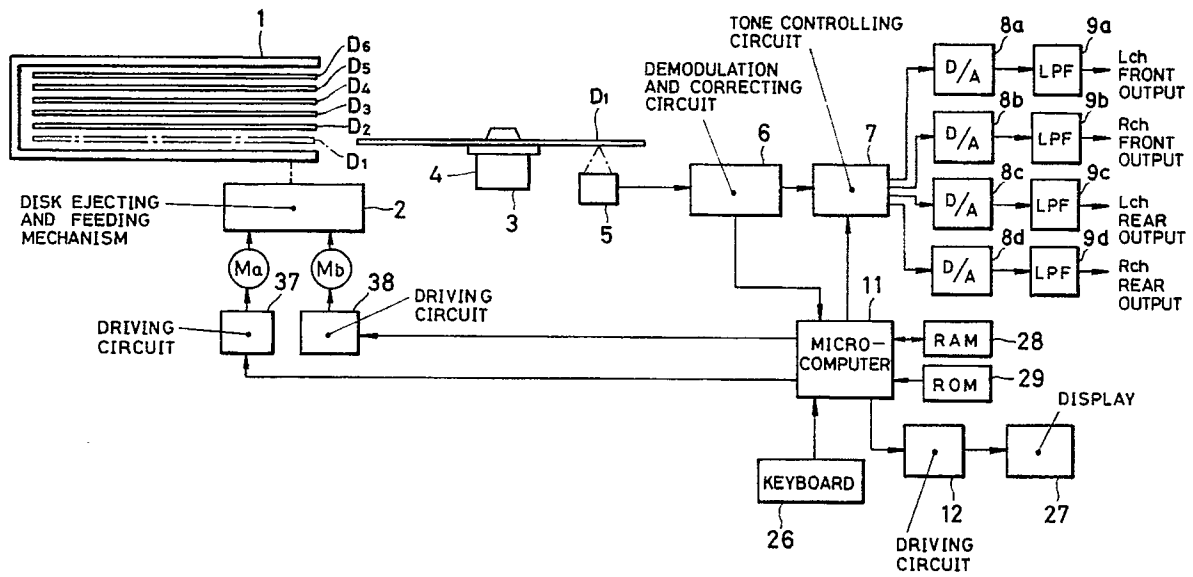 1
D6
D5
D4
D3
D2
D1
DISK EJECTING
AND FEEDING
MECHANISM
2
Ma
Mb
37
38
DRIVING
CIRCUIT
DRIVING
CIRCUIT
D1
4
3
5
DEMODULATION
AND CORRECTING
CIRCUIT
6
TONE CONTROLLING
CIRCUIT
7
8a
D/A
9a
LPF
Lch
FRONT
OUTPUT
8b
D/A
9b
LPF
Rch
FRONT
OUTPUT
8c
D/A
9c
LPF
Lch
REAR
OUTPUT
8d
D/A
9d
LPF
Rch
REAR
OUTPUT
11
MICRO-
COMPUTER
RAM
28
ROM
29
KEYBOARD
26
12
DRIVING
CIRCUIT
DISPLAY
27